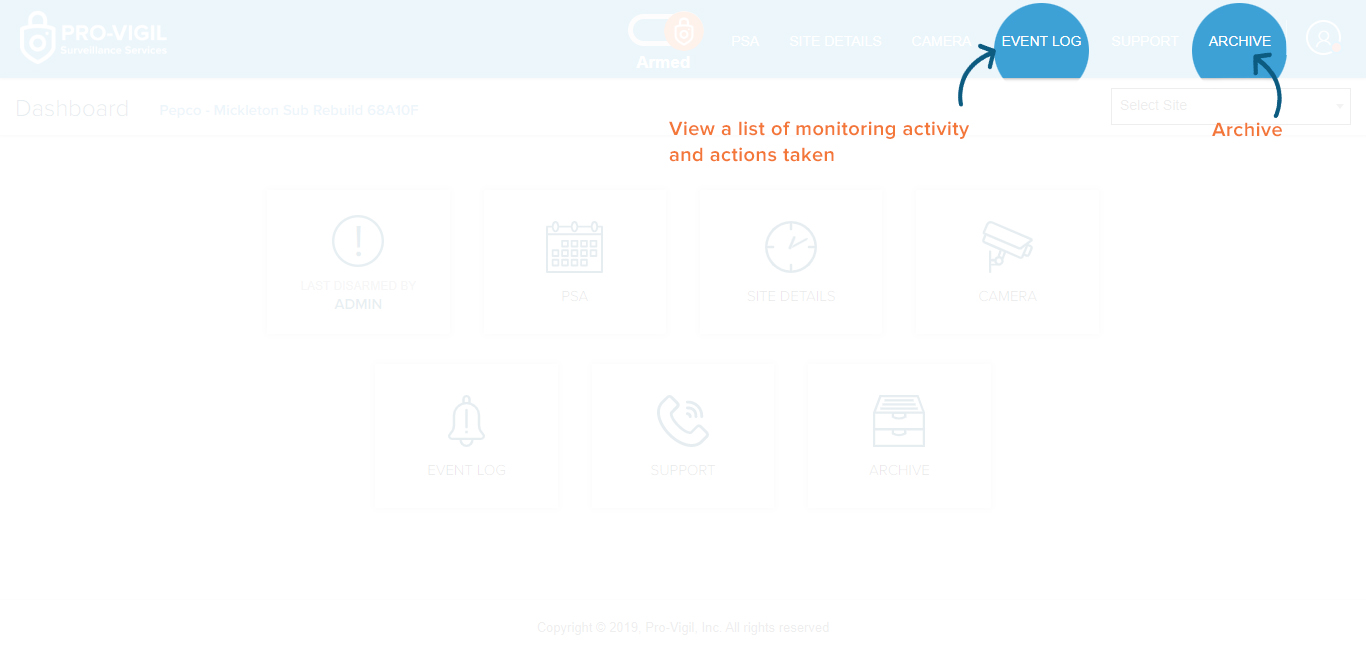 PRO-VIGIL
Surveillance Services
Armed
PSA
SITE DETAILS
CAMERA
EVENT LOG
SUPPORT
ARCHIVE
Dashboard
Pepco - Mickleton Sub Rebuild 68A10F
Select Site
View a list of monitoring activity
and actions taken
Archive
LAST DISARMED BY
ADMIN
PSA
SITE DETAILS
CAMERA
EVENT LOG
SUPPORT
ARCHIVE
Copyright © 2019. Pro-Vigil, Inc. All rights reserved